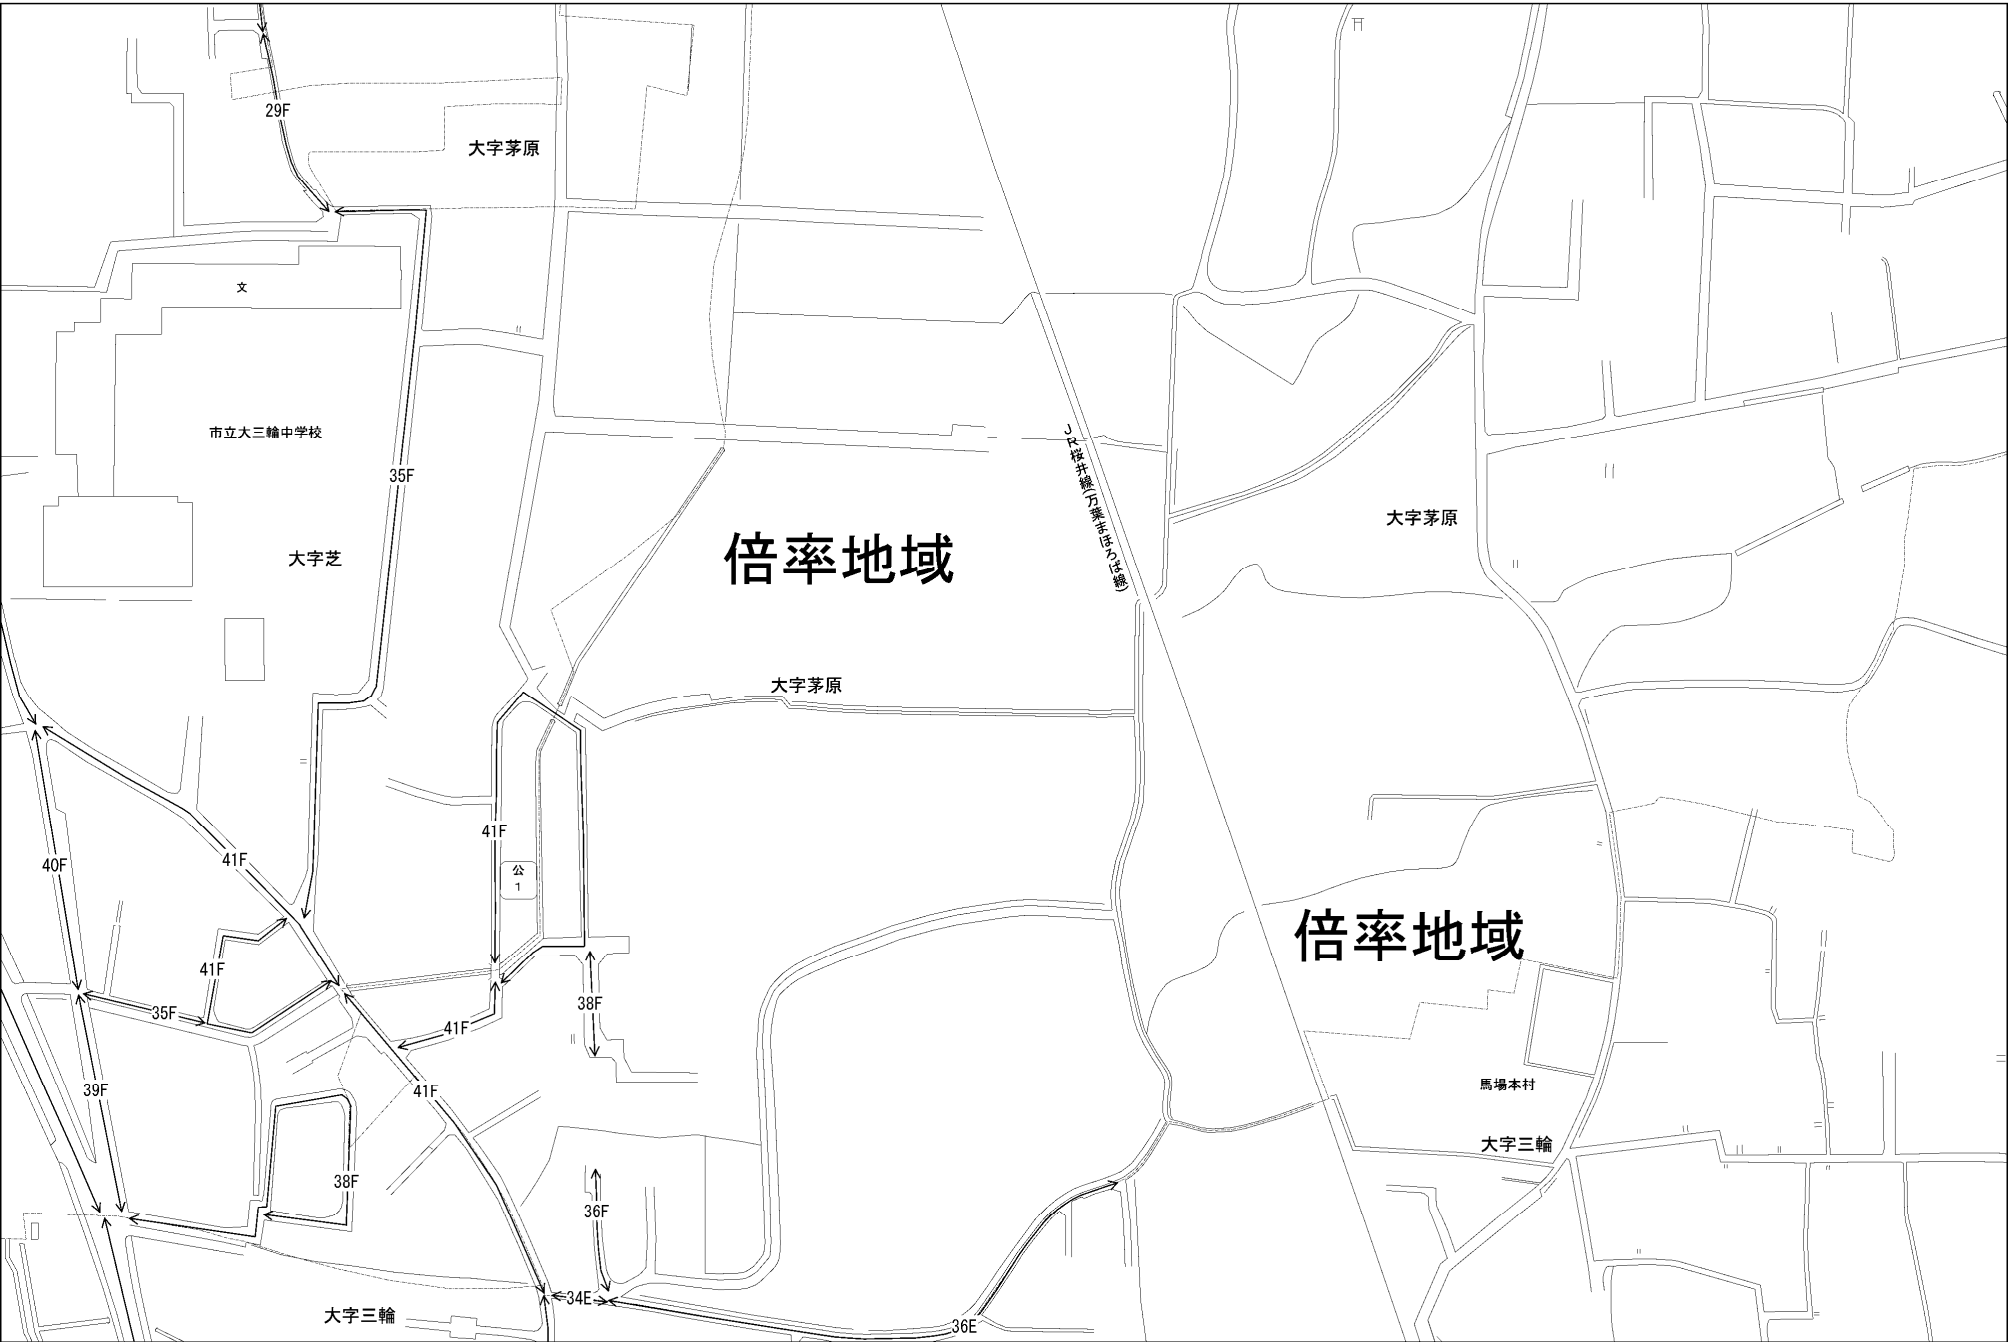 29F
大字茅原
文
市立大三輪中学校
35F
JR桜井線(万葉まほろば線)
大字茅原
大字芝
倍率地域
大字茅原
41F
公
1
41F
40F
倍率地域
41F
38F
35F
41F
馬場本村
39F
41F
大字三輪
38F
36F
34E
大字三輪
36E